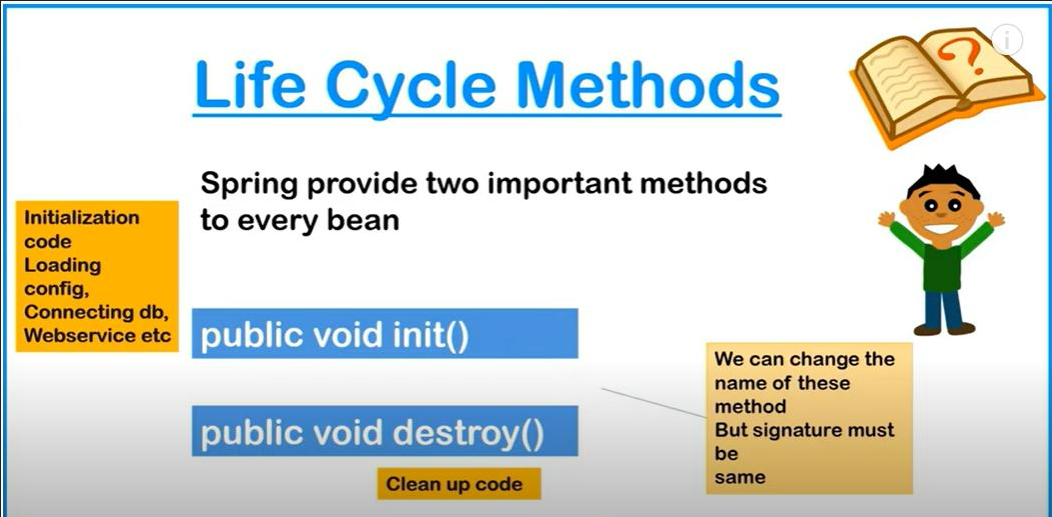 Life Cycle Methods
Spring provide two important methods
to every bean
Initialization
code
Loading
config,
Connecting db,
Webservice etc
public void init()
public void destroy()
Clean up code
We can change the
name of these
method
But signature must
be
same
?
i